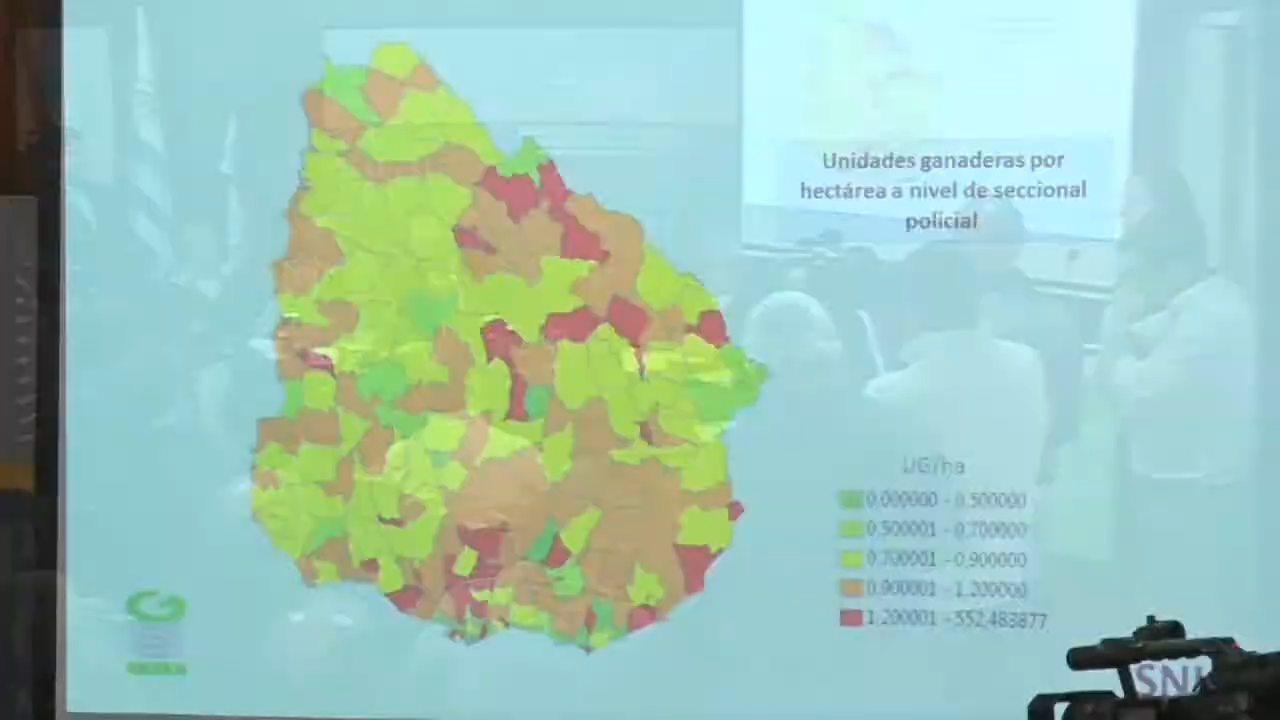 Unidades ganaderas por
hectárea a nivel de seccional
policial
UG/ha
0.000000 - 0.500000
0.500001 - 0.700000
0.700001 - 0.900000
0.900001 - 1.200000
1.200001 - 552.483877